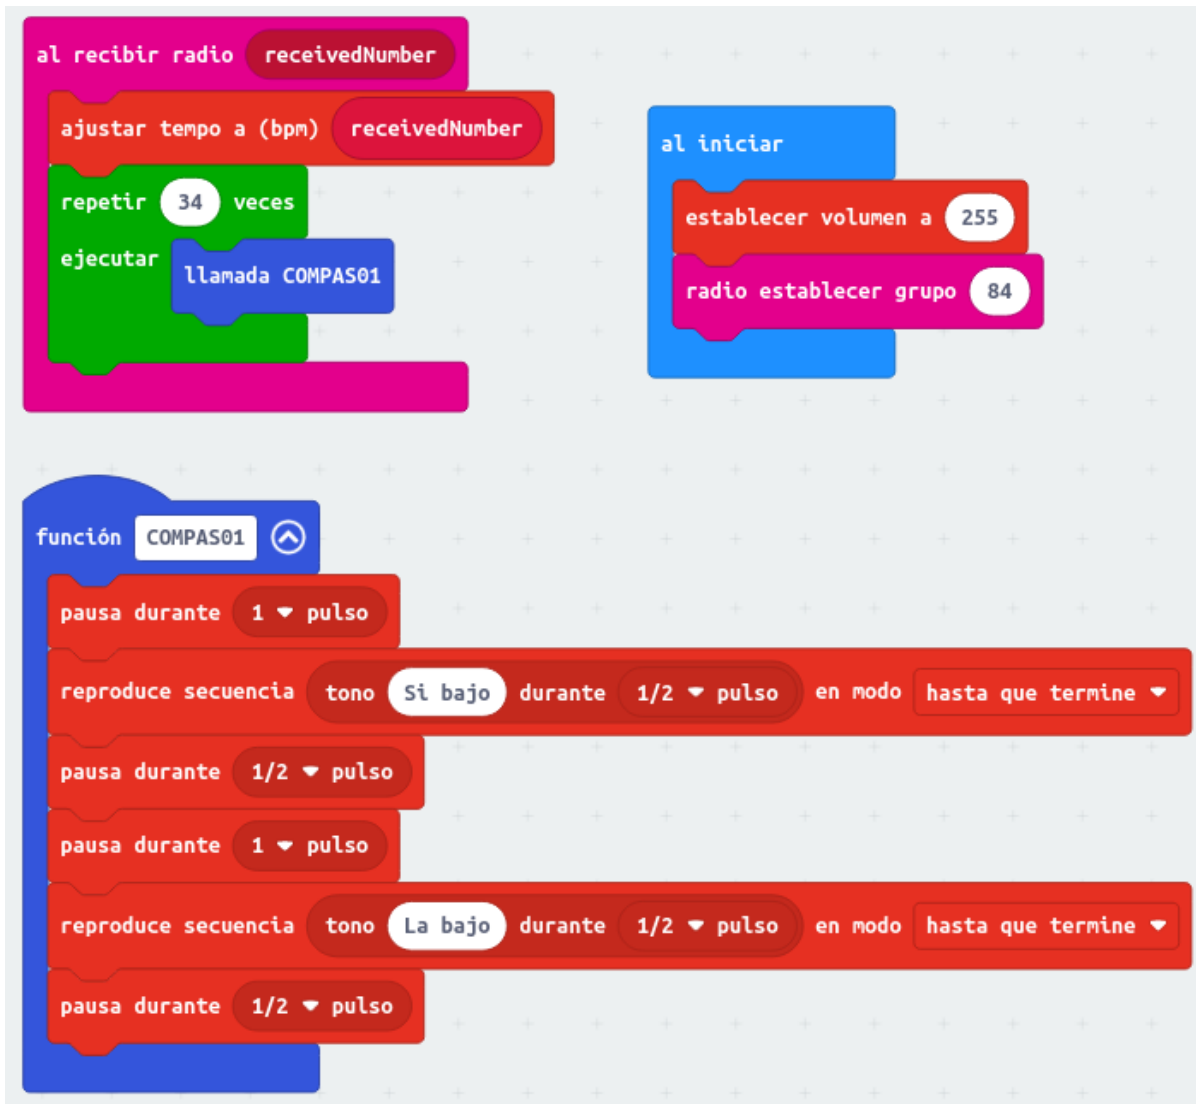 al recibir radio receivedNumber
ajustar tempo a (bpm) receivedNumber
repetir 34 veces
ejecutar llamada COMPAS01
al iniciar
establecer volumen a 255
radio establecer grupo 84
función COMPAS01
pausa durante 1 pulso
reproduce secuencia tono Si bajo durante 1/2 pulso en modo hasta que termine
pausa durante 1/2 pulso
pausa durante 1 pulso
reproduce secuencia tono La bajo durante 1/2 pulso en modo hasta que termine
pausa durante 1/2 pulso